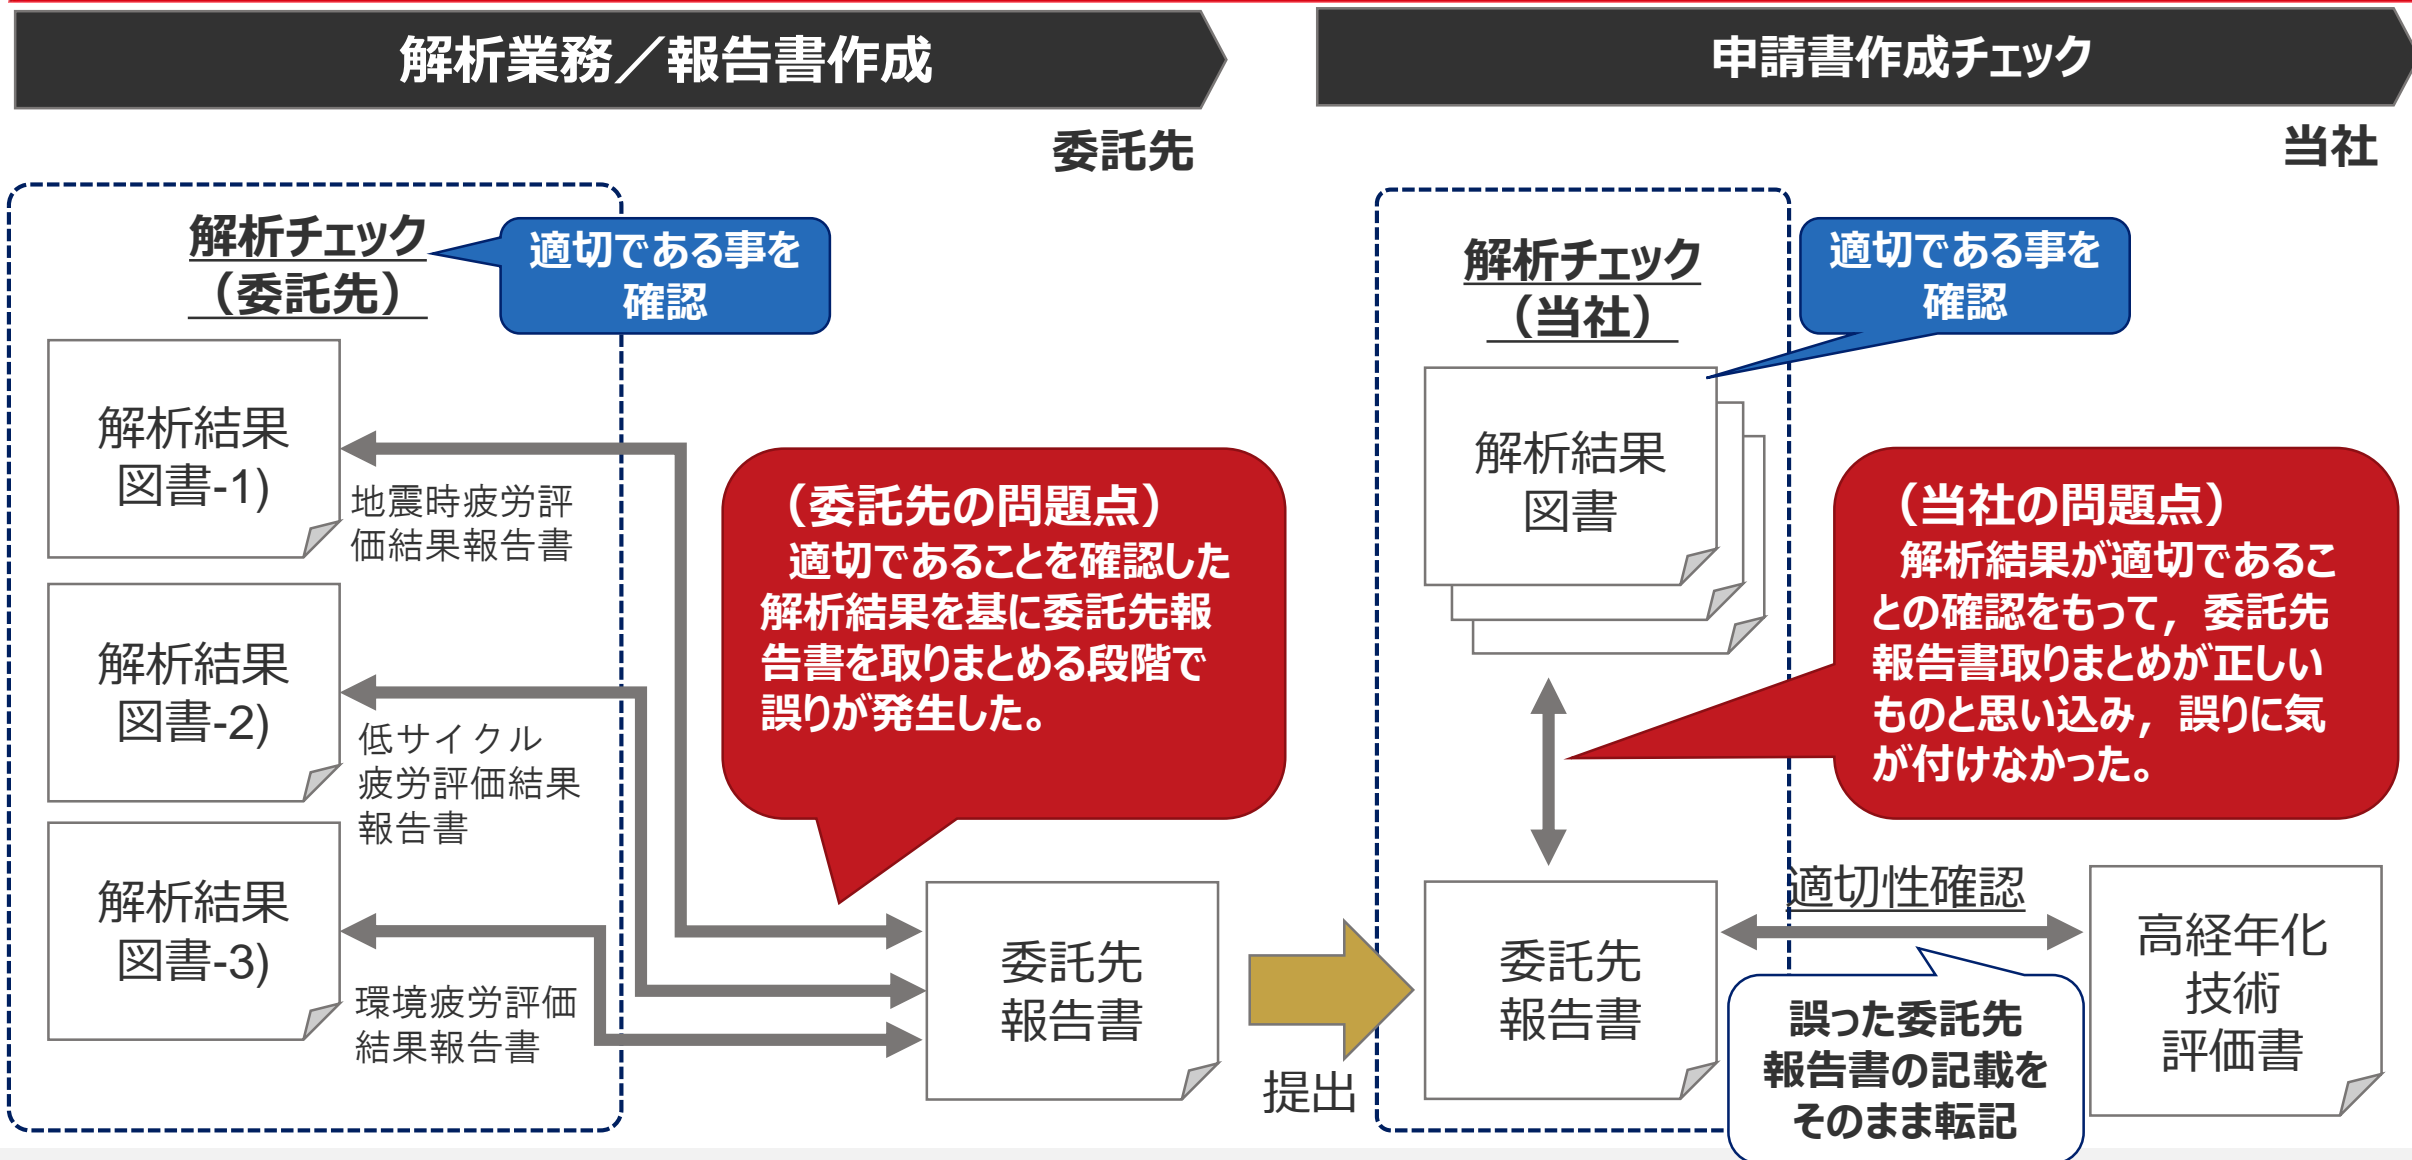 解析業務／報告書作成
申請書作成チェック
委託先
当社
解析チェック
（委託先）
適切である事を
確認
解析結果
図書-1)
地震時疲労評
価結果報告書
解析結果
図書-2)
低サイクル
疲労評価結果
報告書
解析結果
図書-3)
環境疲労評価
結果報告書
（委託先の問題点）
適切であることを確認した
解析結果を基に委託先報
告書を取りまとめる段階で
誤りが発生した。
委託先
報告書
提出
解析チェック
（当社）
適切である事を
確認
解析結果
図書
（当社の問題点）
解析結果が適切であるこ
との確認をもって，委託先
報告書取りまとめが正しい
ものと思い込み，誤りに気
が付けなかった。
委託先
報告書
適切性確認
誤った委託先
報告書の記載を
そのまま転記
高経年化
技術
評価書